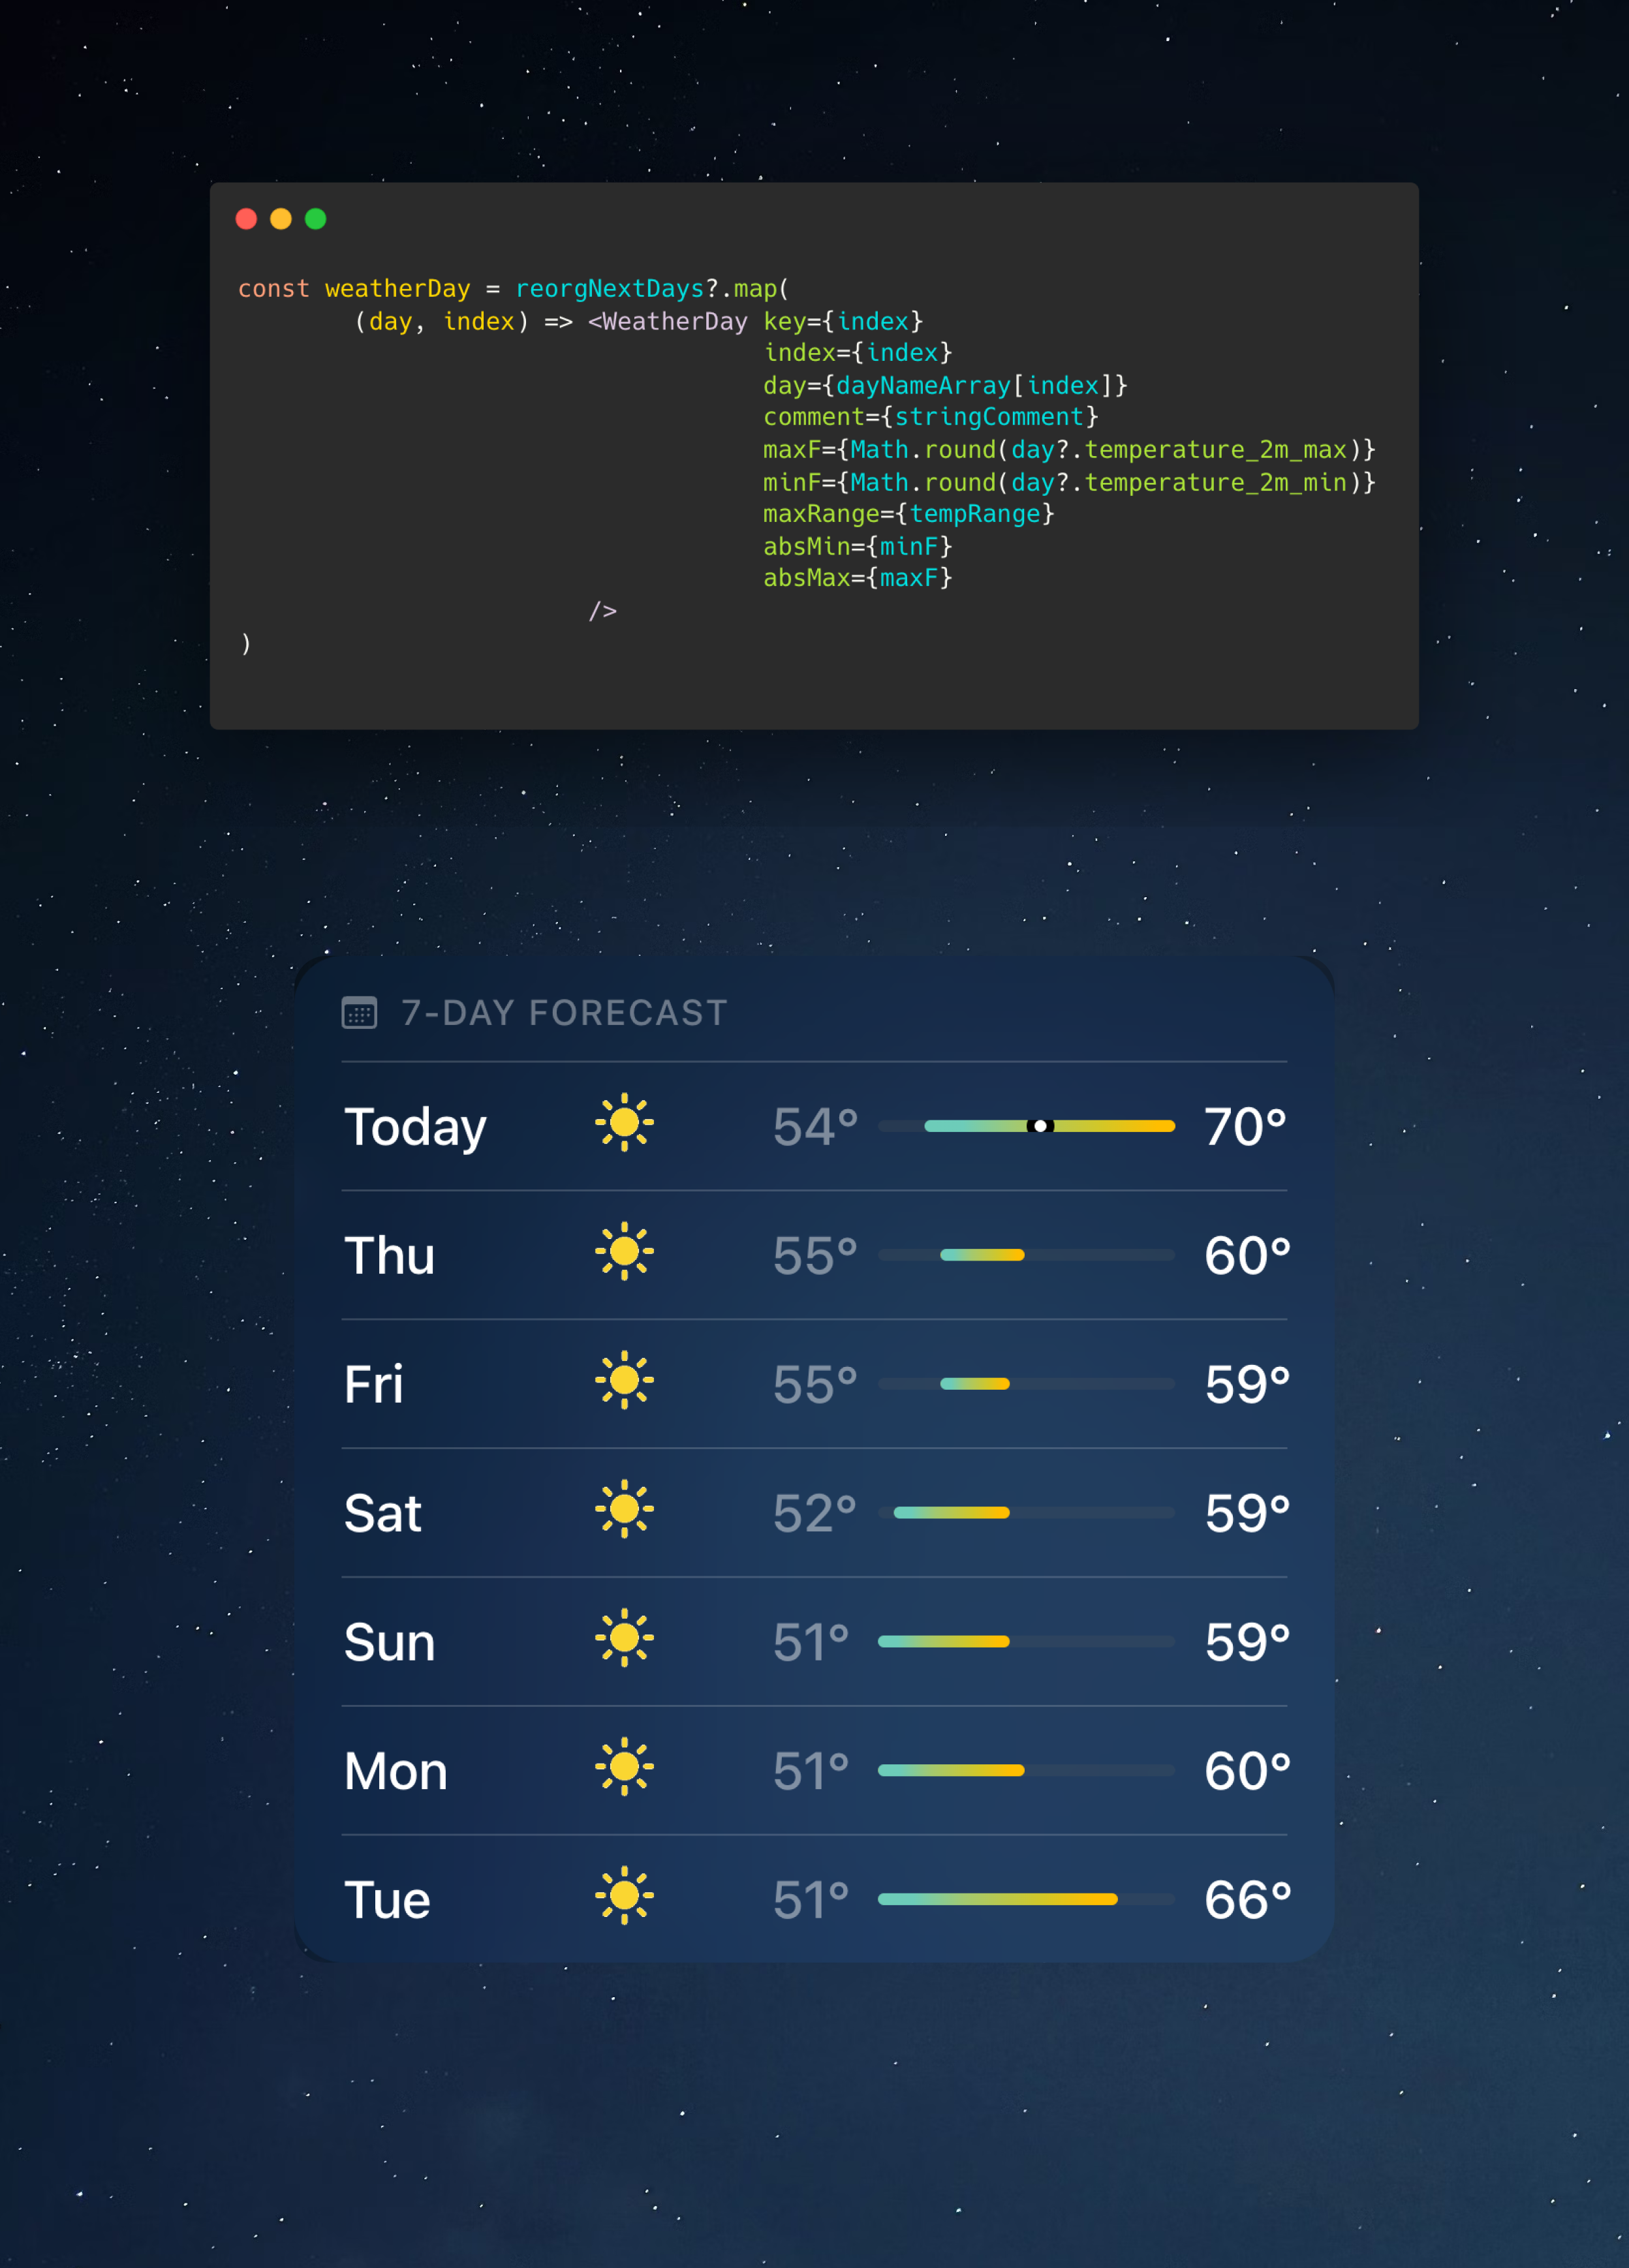 const weatherDay = reorgNextDays?.map(
(day, index) => <WeatherDay key={index}
index={index}
day={dayNameArray[index]}
comment={stringComment}
maxF={Math.round(day?.temperature_2m_max)}
minF={Math.round(day?.temperature_2m_min)}
maxRange={tempRange}
absMin={minF}
absMax={maxF}
/>
)
7-DAY FORECAST
Today 54° 70°
Thu 55° 60°
Fri 55° 59°
Sat 52° 59°
Sun 51° 59°
Mon 51° 60°
Tue 51° 66°